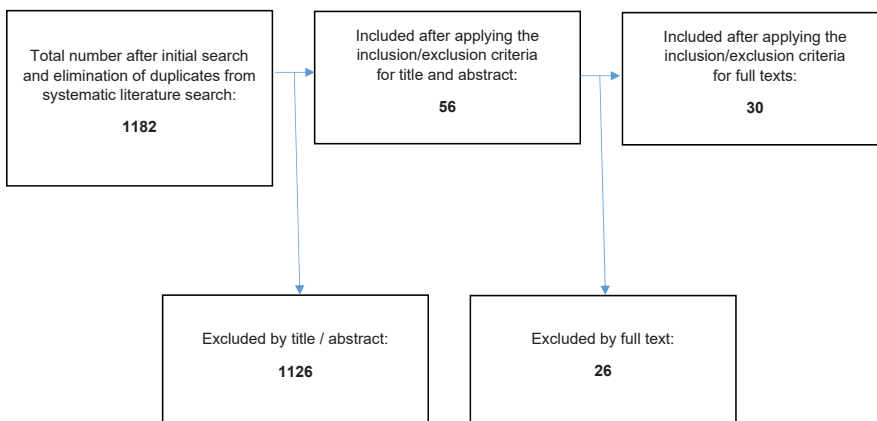 Total number after initial search
and elimination of duplicates from
systematic literature search:
1182
Included after applying the
inclusion/exclusion criteria
for title and abstract:
56
Included after applying the
inclusion/exclusion criteria
for full texts:
30
Excluded by title / abstract:
1126
Excluded by full text:
26